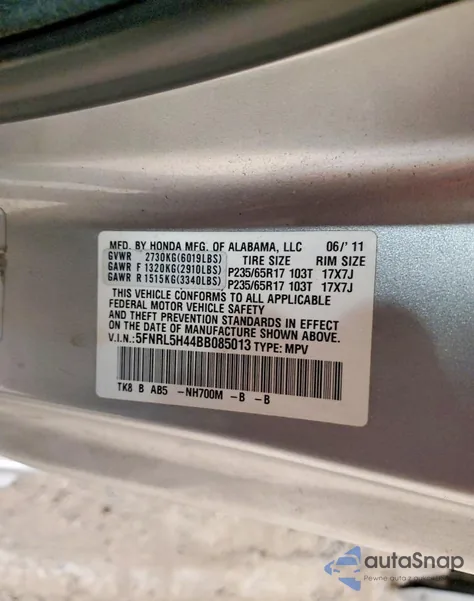 MFD. BY HONDA MFG. OF ALABAMA, LLC 06/'11
GVWR 2730KG(6019LBS) TIRE SIZE RIM SIZE
GAWR F 1320KG(2910LBS) P235/65R17 103T 17X7J
GAWR R 1515KG(3340LBS) P235/65R17 103T 17X7J
THIS VEHICLE CONFORMS TO ALL APPLICABLE
FEDERAL MOTOR VEHICLE SAFETY
AND THEFT PREVENTION STANDARDS IN EFFECT
ON THE DATE OF MANUFACTURE SHOWN ABOVE.
V.I.N.:5FNRL5H44BB085013 TYPE: MPV
TK8 B AB5 -NH700M -B -B
autaSnap
Pewne auta z